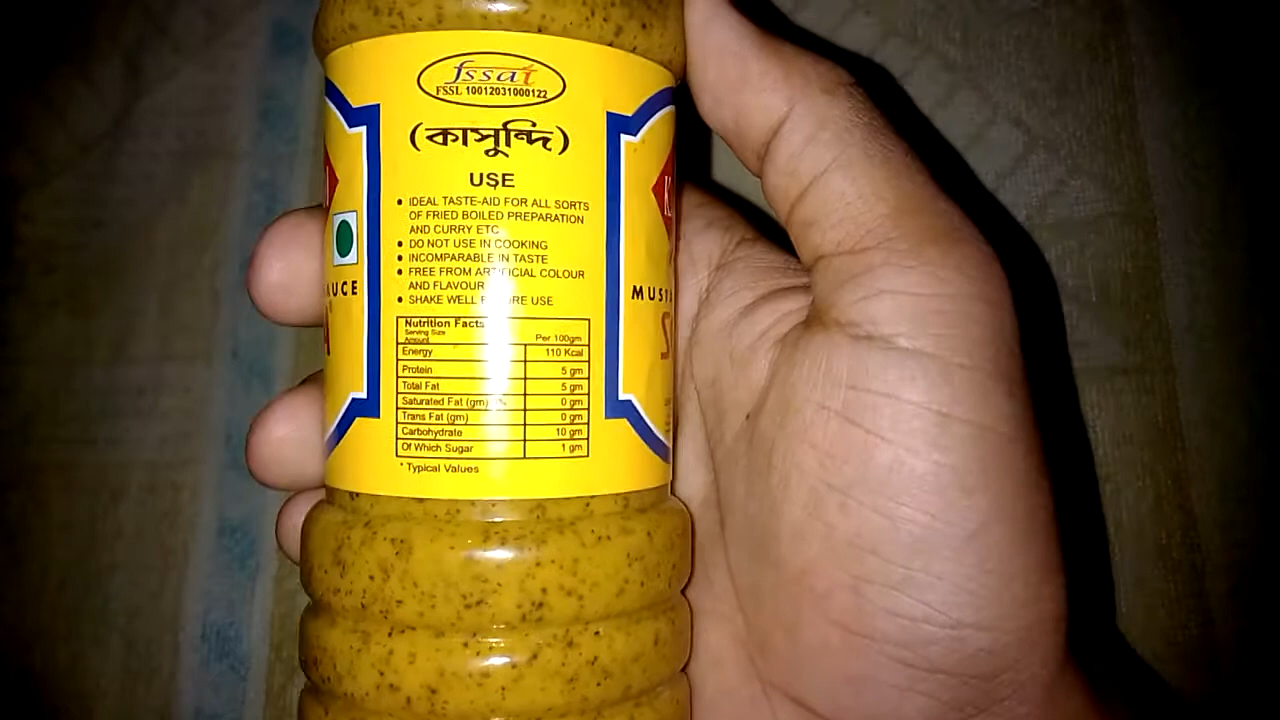 fssai
FSSL 10012031000122
(কাসুন্দি)
USE
• IDEAL TASTE-AID FOR ALL SORTS
OF FRIED BOILED PREPARATION
AND CURRY ETC
• DO NOT USE IN COOKING
• INCOMPARABLE IN TASTE
• FREE FROM ARTIFICIAL COLOUR
AND FLAVOUR
• SHAKE WELL BEFORE USE
Nutrition Facts
Serving Size
Amount Per 100gm
Energy 110 Kcal
Protein 5 gm
Total Fat 5 gm
Saturated Fat (gm) 0 gm
Trans Fat (gm) 0 gm
Carbohydrate 10 gm
Of Which Sugar 1 gm
* Typical Values